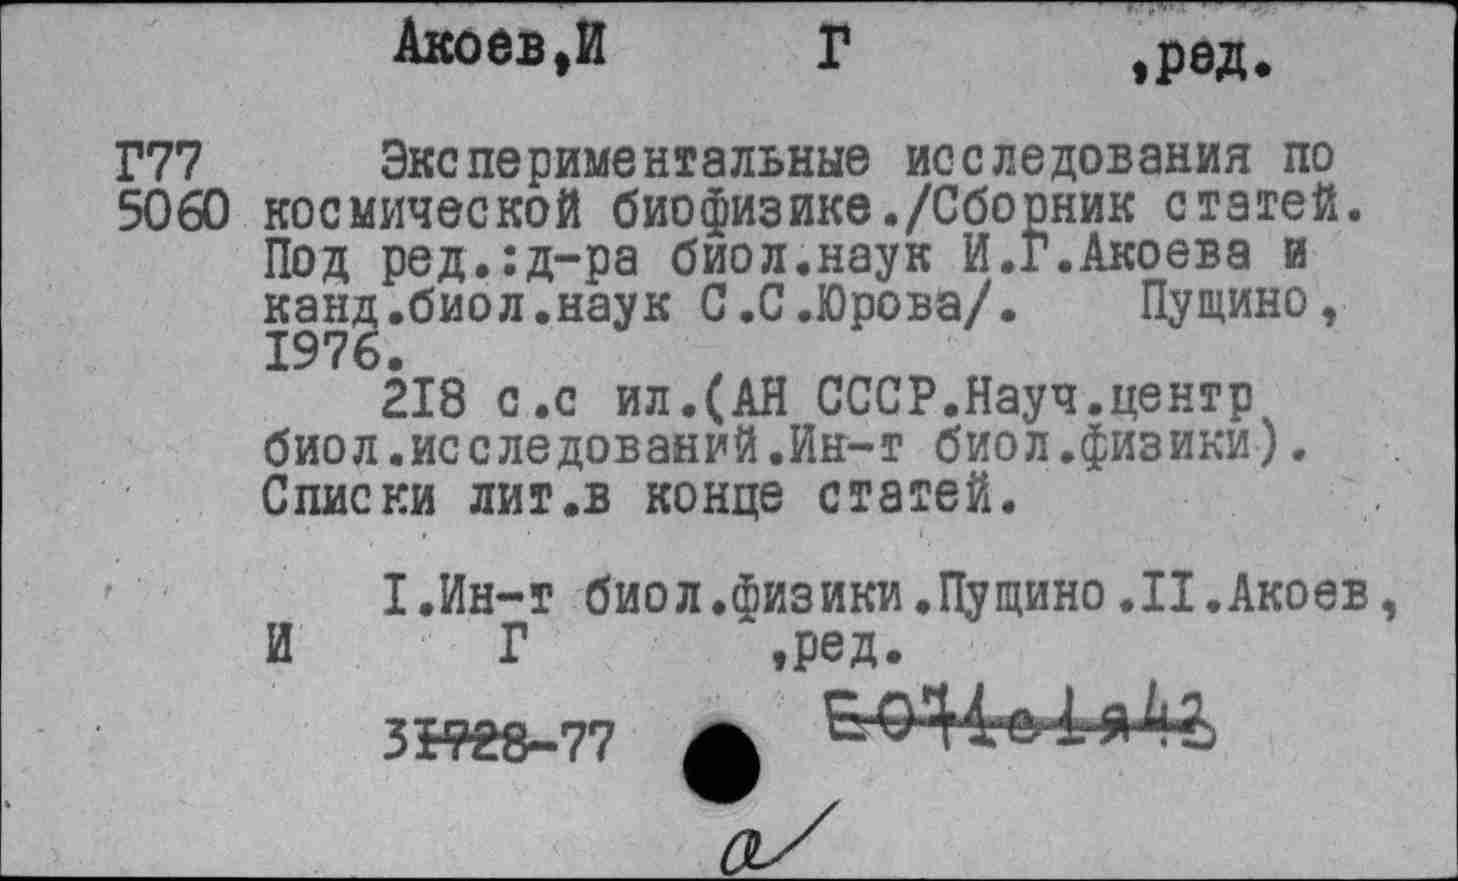 Акоев,И Г ,ред.
Г77 Экспериментальные исследования по
5060 космической биофизике./Сборник статей.
Под ред.:д-ра биол.наук И.Г.Акоева и
канд.биол.наук С.С.Юрова/. Пущино,
1976.
218 с.с ил.(АН СССР.Науч.центр
биол.исследований.Ин-т биол.физики).
Списки лит.в конце статей.
I.Ин-т биол.физики.Пущино.II.Акоев,
И Г ,ред.
31728-77